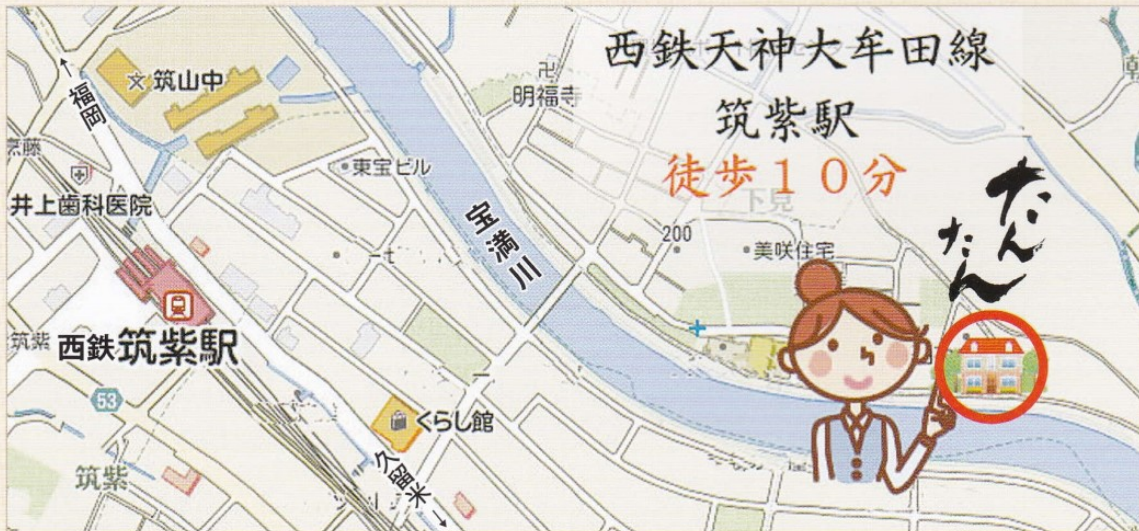 西鉄天神大牟田線
筑紫駅
徒歩10分
たんたん
←福岡
筑山中
卍
明福寺
東宝ビル
井上歯科医院
宝満川
下見
200
美咲住宅
西鉄筑紫駅
筑紫
53
くらし館
久留米→
筑紫